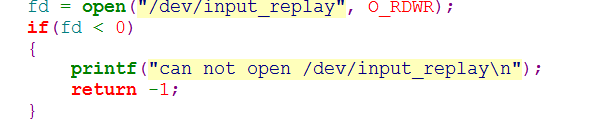 fd = open("/dev/input_replay", O_RDWR);
if(fd < 0)
{
printf("can not open /dev/input_replay\n");
return -1;
}